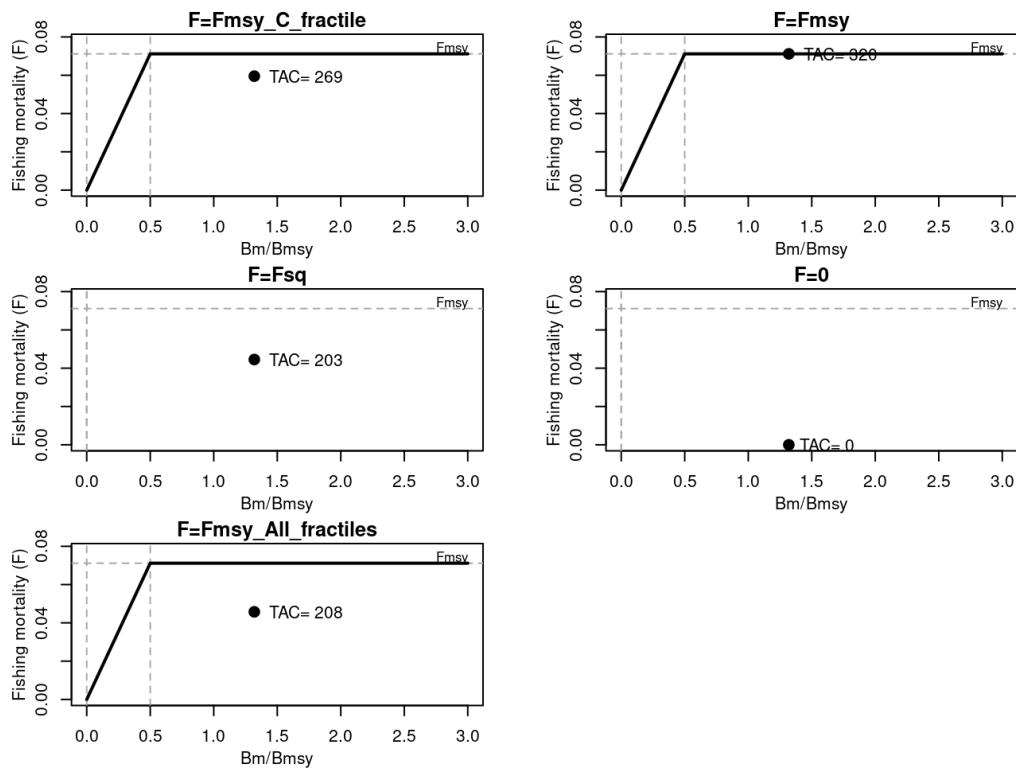 F=Fmsy_C_fractile
Fishing mortality (F)
0.00 0.04 0.08
Fmsy
TAC= 269
0.0 0.5 1.0 1.5 2.0 2.5 3.0
Bm/Bmsy
F=Fmsy
Fishing mortality (F)
0.00 0.04 0.08
Fmsy
TAC= 320
0.0 0.5 1.0 1.5 2.0 2.5 3.0
Bm/Bmsy
F=Fsq
Fishing mortality (F)
0.00 0.04 0.08
Fmsy
TAC= 203
0.0 0.5 1.0 1.5 2.0 2.5 3.0
Bm/Bmsy
F=0
Fishing mortality (F)
0.00 0.04 0.08
Fmsy
TAC= 0
0.0 0.5 1.0 1.5 2.0 2.5 3.0
Bm/Bmsy
F=Fmsy_All_fractiles
Fishing mortality (F)
0.00 0.04 0.08
Fmsy
TAC= 208
0.0 0.5 1.0 1.5 2.0 2.5 3.0
Bm/Bmsy